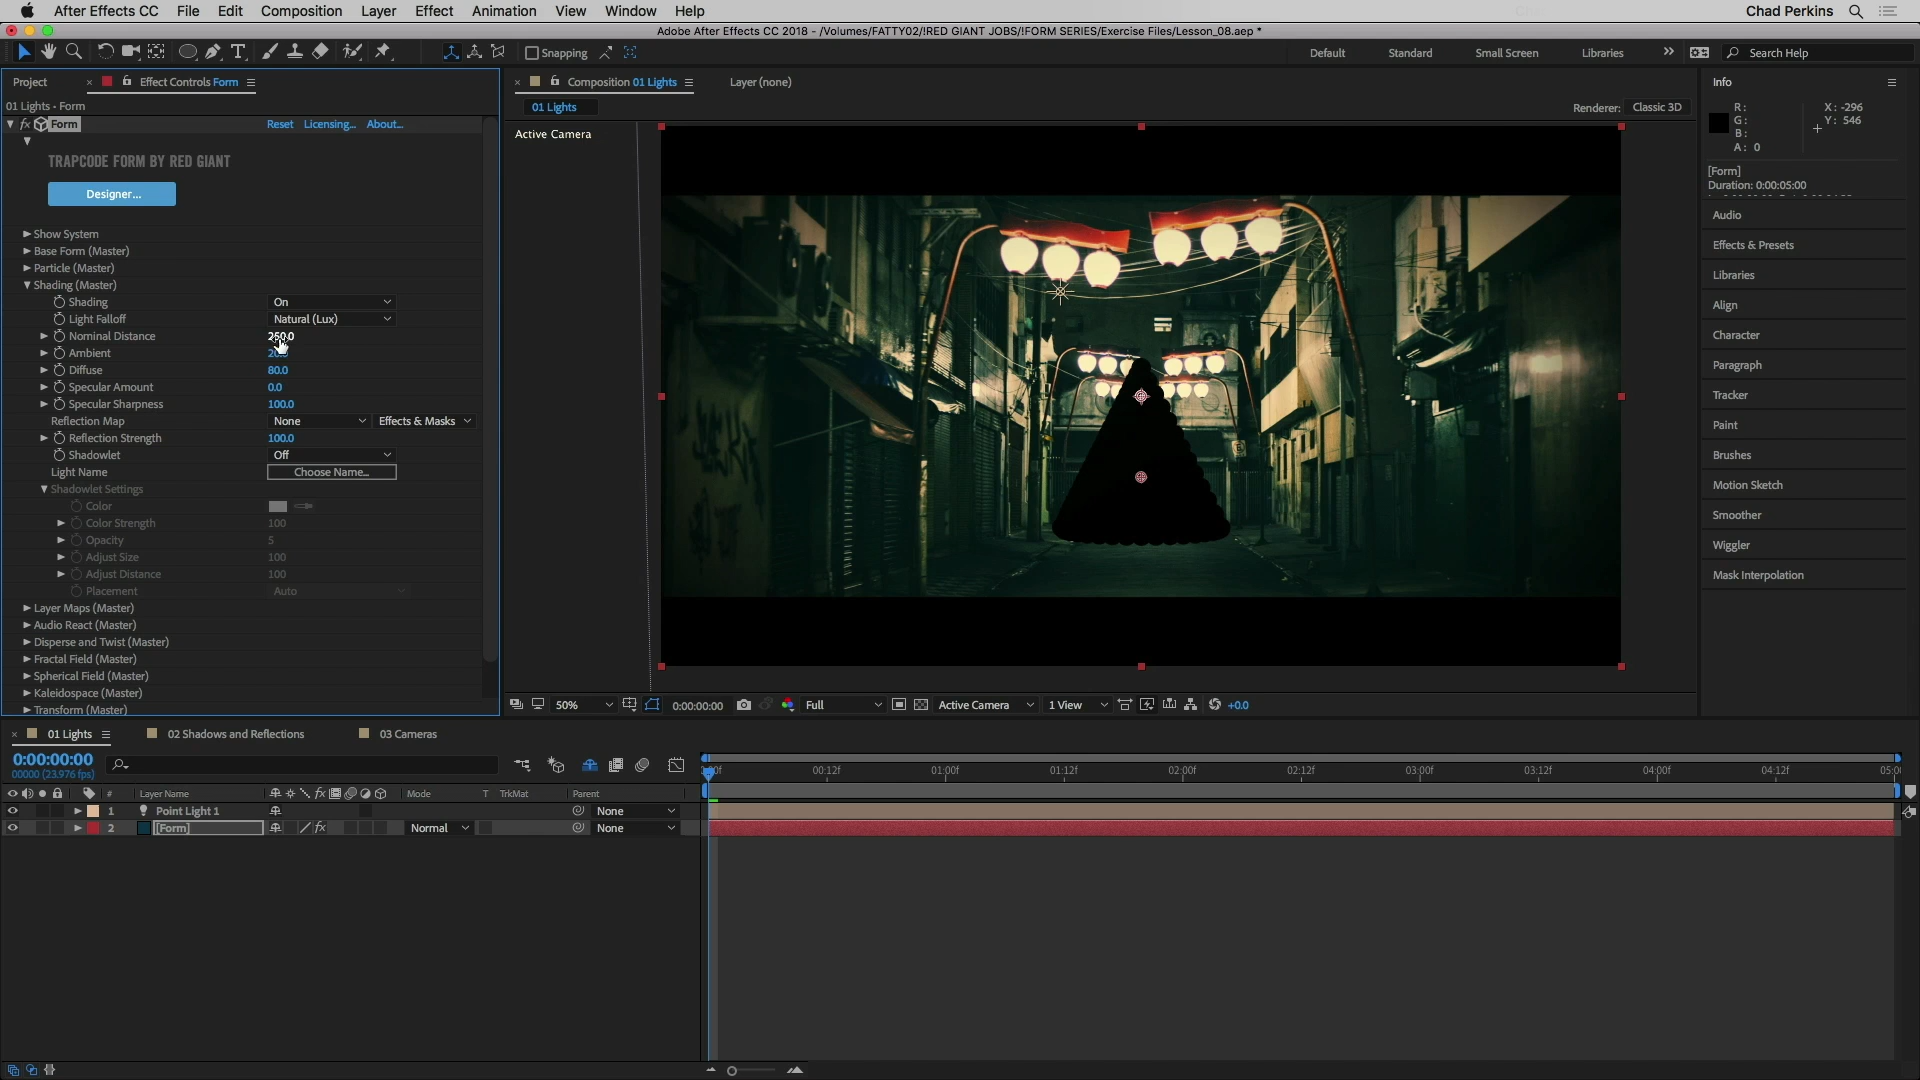 After Effects CC File Edit Composition Layer Effect Animation View Window Help Chad Perkins
Adobe After Effects CC 2018 - /Volumes/FATTY02/!RED GIANT JOBS/!FORM SERIES/Exercise Files/Lesson_08.aep *
Snapping Default Standard Small Screen Libraries » Search Help
Project × Effect Controls Form
01 Lights • Form
fx Form Reset Licensing... About...
TRAPCODE FORM BY RED GIANT
Designer...
Show System
Base Form (Master)
Particle (Master)
Shading (Master)
Shading On
Light Falloff Natural (Lux)
Nominal Distance
Ambient
Diffuse 80.0
Specular Amount 0.0
Specular Sharpness 100.0
Reflection Map None Effects & Masks
Reflection Strength 100.0
Shadowlet Off
Light Name Choose Name...
Shadowlet Settings
Color
Color Strength 100
Opacity 5
Adjust Size 100
Adjust Distance 100
Placement Auto
Layer Maps (Master)
Audio React (Master)
Disperse and Twist (Master)
Fractal Field (Master)
Spherical Field (Master)
Kaleidospace (Master)
Transform (Master)
× Composition 01 Lights Layer (none)
01 Lights Renderer: Classic 3D
Active Camera
50% 0:00:00:00 Full Active Camera 1 View +0.0
Info
R: X: -296
G: Y: 546
B:
A: 0
[Form]
Duration: 0:00:05:00
Audio
Effects & Presets
Libraries
Align
Character
Paragraph
Tracker
Paint
Brushes
Motion Sketch
Smoother
Wiggler
Mask Interpolation
× 01 Lights 02 Shadows and Reflections 03 Cameras
0:00:00:00
00000 (23.976 fps)
00:12f 01:00f 01:12f 02:00f 02:12f 03:00f 03:12f 04:00f 04:12f
# Layer Name fx Mode T TrkMat Parent
1 Point Light 1 None
2 [Form] fx Normal None